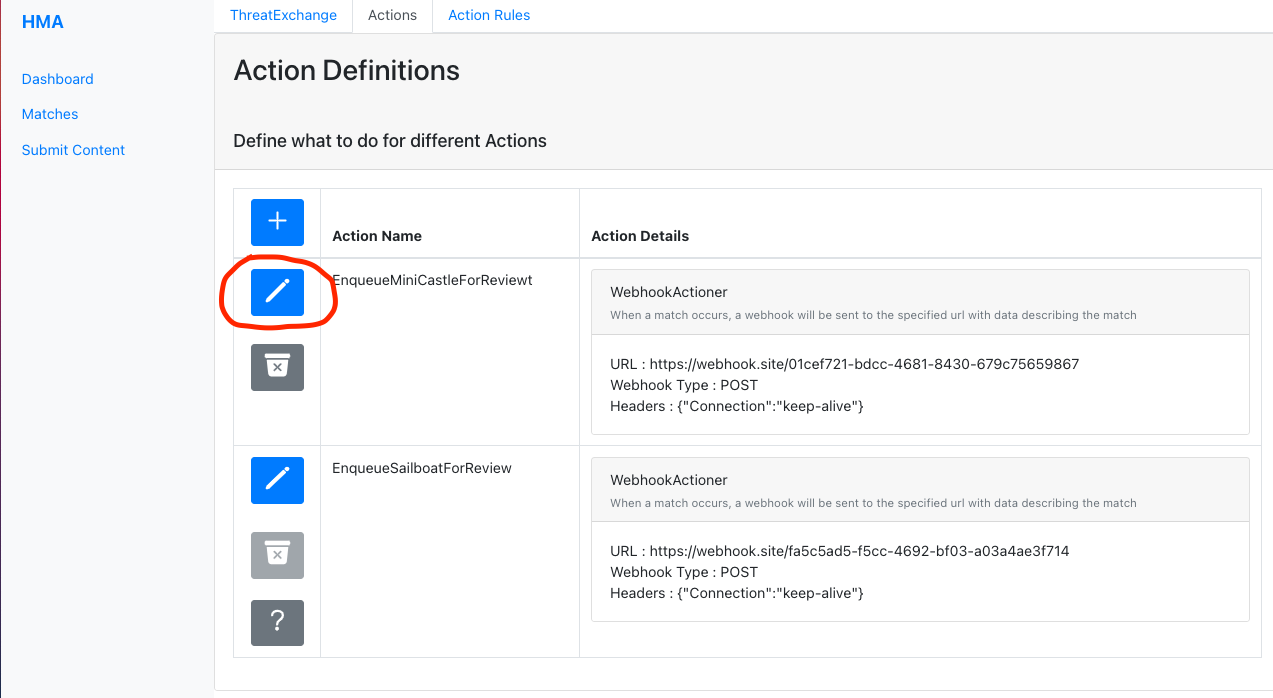 HMA
ThreatExchange
Actions
Action Rules
Dashboard
Matches
Submit Content
Action Definitions
Define what to do for different Actions
Action Name
Action Details
EnqueueMiniCastleForReviewt
WebhookActioner
When a match occurs, a webhook will be sent to the specified url with data describing the match
URL : https://webhook.site/01cef721-bdcc-4681-8430-679c75659867
Webhook Type : POST
Headers : {"Connection":"keep-alive"}
EnqueueSailboatForReview
WebhookActioner
When a match occurs, a webhook will be sent to the specified url with data describing the match
URL : https://webhook.site/fa5c5ad5-f5cc-4692-bf03-a03a4ae3f714
Webhook Type : POST
Headers : {"Connection":"keep-alive"}
?